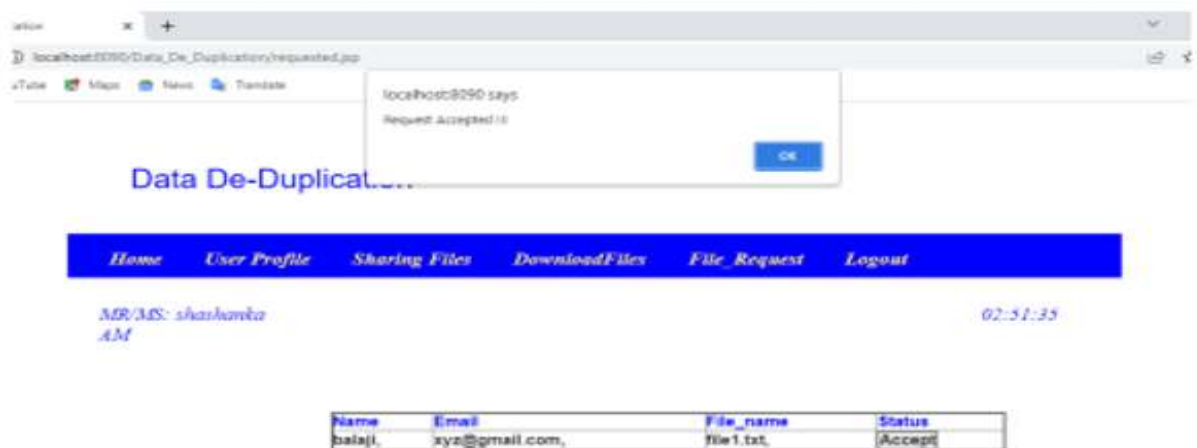 localhost:8090/Data_De_Duplication/requested.jsp
Maps News Translate
localhost:8090 says
Request Accepted !!!
OK
Data De-Duplication
Home User Profile Sharing Files DownloadFiles File_Request Logout
MR/MS: shashanka 02:51:35
AM
Name Email File_name Status
balaji, xyz@gmail.com, file1.txt, Accept